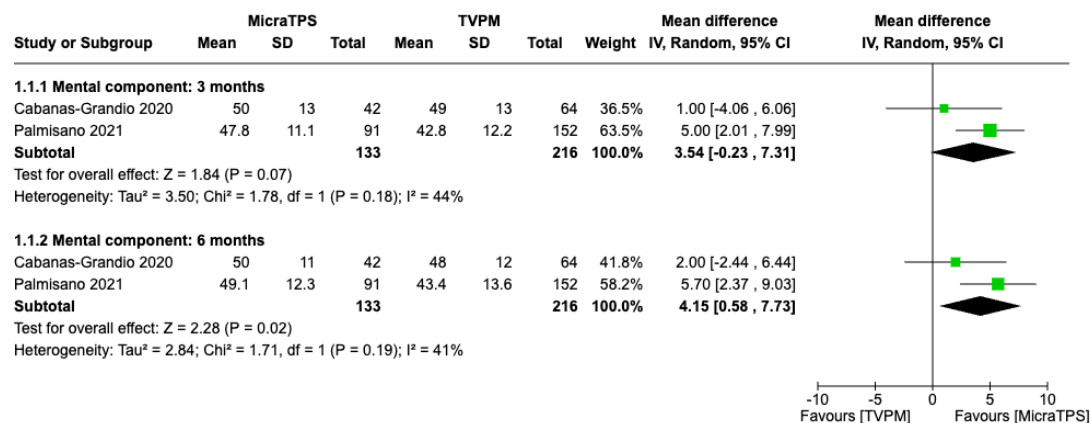 MicraTPS TVPM Mean difference Mean difference
Study or Subgroup Mean SD Total Mean SD Total Weight IV, Random, 95% CI IV, Random, 95% CI
1.1.1 Mental component: 3 months
Cabanas-Grandio 2020 50 13 42 49 13 64 36.5% 1.00 [-4.06 , 6.06]
Palmisano 2021 47.8 11.1 91 42.8 12.2 152 63.5% 5.00 [2.01 , 7.99]
Subtotal 133 216 100.0% 3.54 [-0.23 , 7.31]
Test for overall effect: Z = 1.84 (P = 0.07)
Heterogeneity: Tau² = 3.50; Chi² = 1.78, df = 1 (P = 0.18); I² = 44%
1.1.2 Mental component: 6 months
Cabanas-Grandio 2020 50 11 42 48 12 64 41.8% 2.00 [-2.44 , 6.44]
Palmisano 2021 49.1 12.3 91 43.4 13.6 152 58.2% 5.70 [2.37 , 9.03]
Subtotal 133 216 100.0% 4.15 [0.58 , 7.73]
Test for overall effect: Z = 2.28 (P = 0.02)
Heterogeneity: Tau² = 2.84; Chi² = 1.71, df = 1 (P = 0.19); I² = 41%
-10 -5 0 5 10
Favours [TVPM] Favours [MicraTPS]